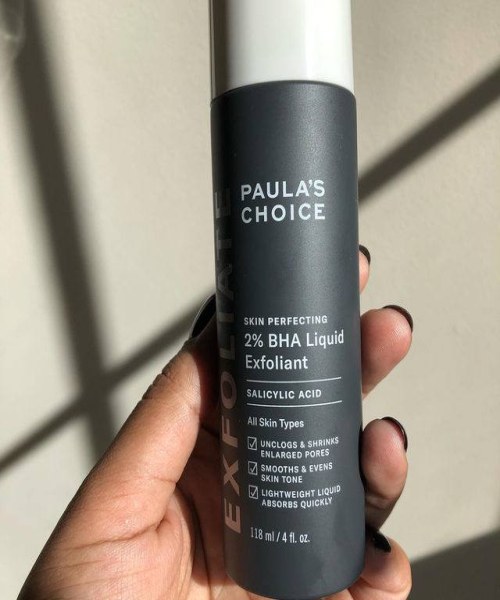 EXFOLIATE
PAULA'S
CHOICE
SKIN PERFECTING
2% BHA Liquid
Exfoliant
SALICYLIC ACID
All Skin Types
UNCLOGS & SHRINKS
ENLARGED PORES
SMOOTHS & EVENS
SKIN TONE
LIGHTWEIGHT LIQUID
ABSORBS QUICKLY
118 ml / 4 fl. oz.